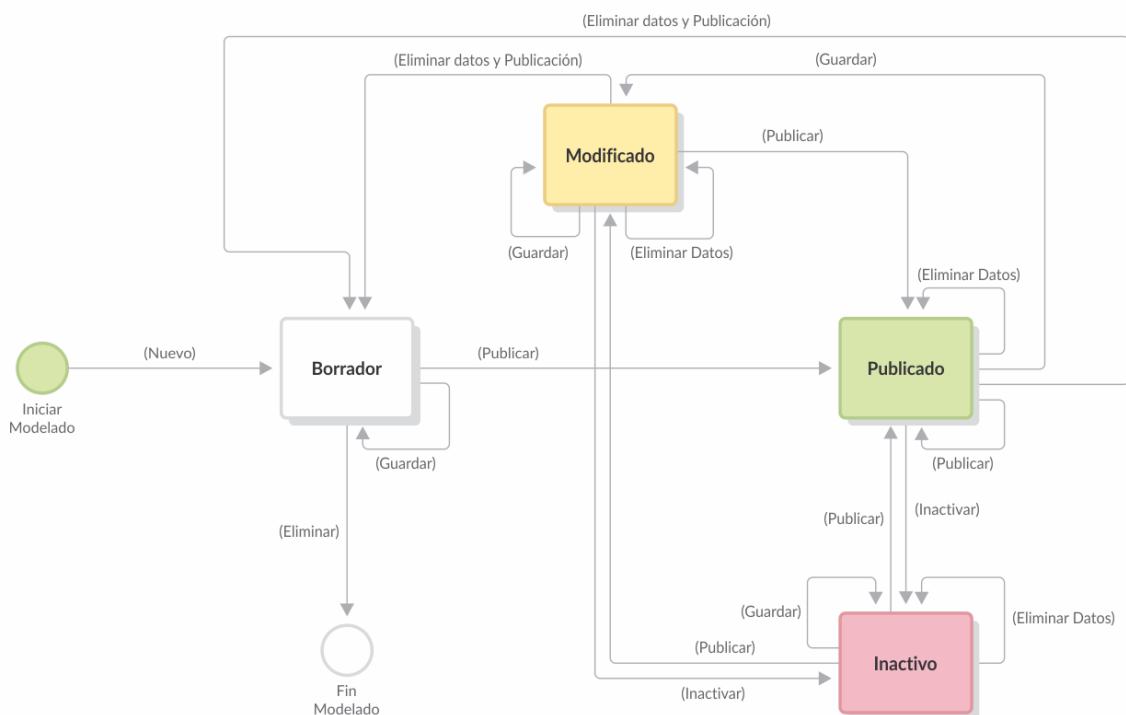 (Eliminar datos y Publicación)
(Eliminar datos y Publicación)
(Guardar)
Modificado
(Publicar)
(Guardar)
(Eliminar Datos)
(Eliminar Datos)
(Nuevo)
Borrador
(Publicar)
Publicado
Iniciar
Modelado
(Guardar)
(Publicar)
(Eliminar)
(Publicar)
(Inactivar)
(Guardar)
(Eliminar Datos)
(Publicar)
Inactivo
(Inactivar)
Fin
Modelado